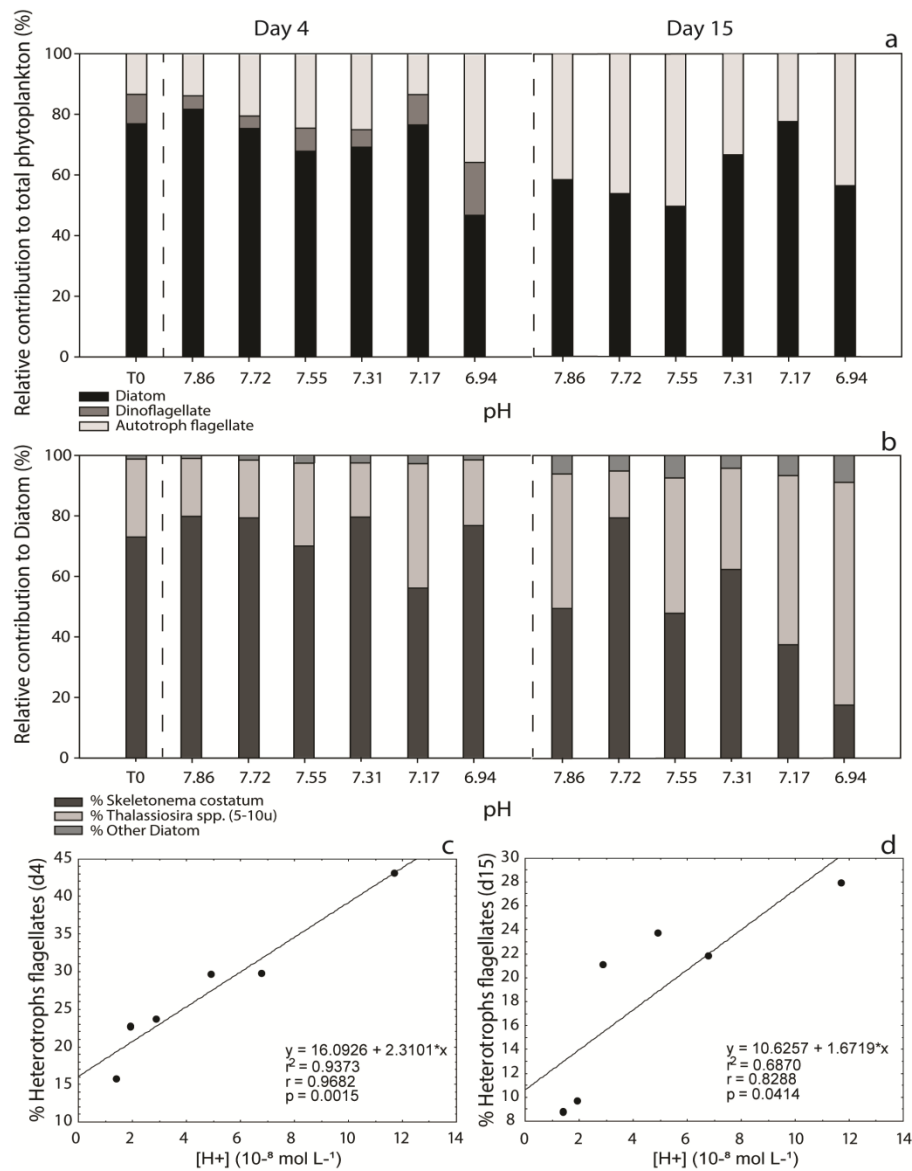 Day 4 Day 15
a
Relative contribution to total phytoplankton (%)
100
80
60
40
20
0
T0 7.86 7.72 7.55 7.31 7.17 6.94 7.86 7.72 7.55 7.31 7.17 6.94
pH
Diatom
Dinoflagellate
Autotroph flagellate
b
Relative contribution to Diatom (%)
100
80
60
40
20
0
T0 7.86 7.72 7.55 7.31 7.17 6.94 7.86 7.72 7.55 7.31 7.17 6.94
pH
% Skeletonema costatum
% Thalassiosira spp. (5-10u)
% Other Diatom
c
% Heterotrophs flagellates (d4)
45
40
35
30
25
20
15
10
y = 16.0926 + 2.3101*x
r² = 0.9373
r = 0.9682
p = 0.0015
0 2 4 6 8 10 12 14
[H+] (10-⁸ mol L-¹)
d
% Heterotrophs flagellates (d15)
30
28
26
24
22
20
18
16
14
12
10
8
y = 10.6257 + 1.6719*x
r² = 0.6870
r = 0.8288
p = 0.0414
0 2 4 6 8 10 12 14
[H+] (10-⁸ mol L-¹)